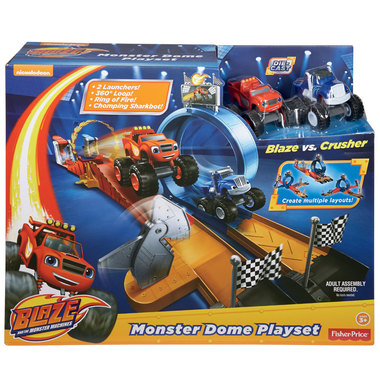 nickelodeon
• 2 Launchers!
• 360° Loop!
• Ring of Fire!
• Chomping Sharkbot!
DIE CAST
Blaze vs. Crusher
Create multiple layouts!
ADULT ASSEMBLY
REQUIRED.
BLAZE
AND THE MONSTER MACHINES
Monster Dome Playset
3+
Fisher-Price